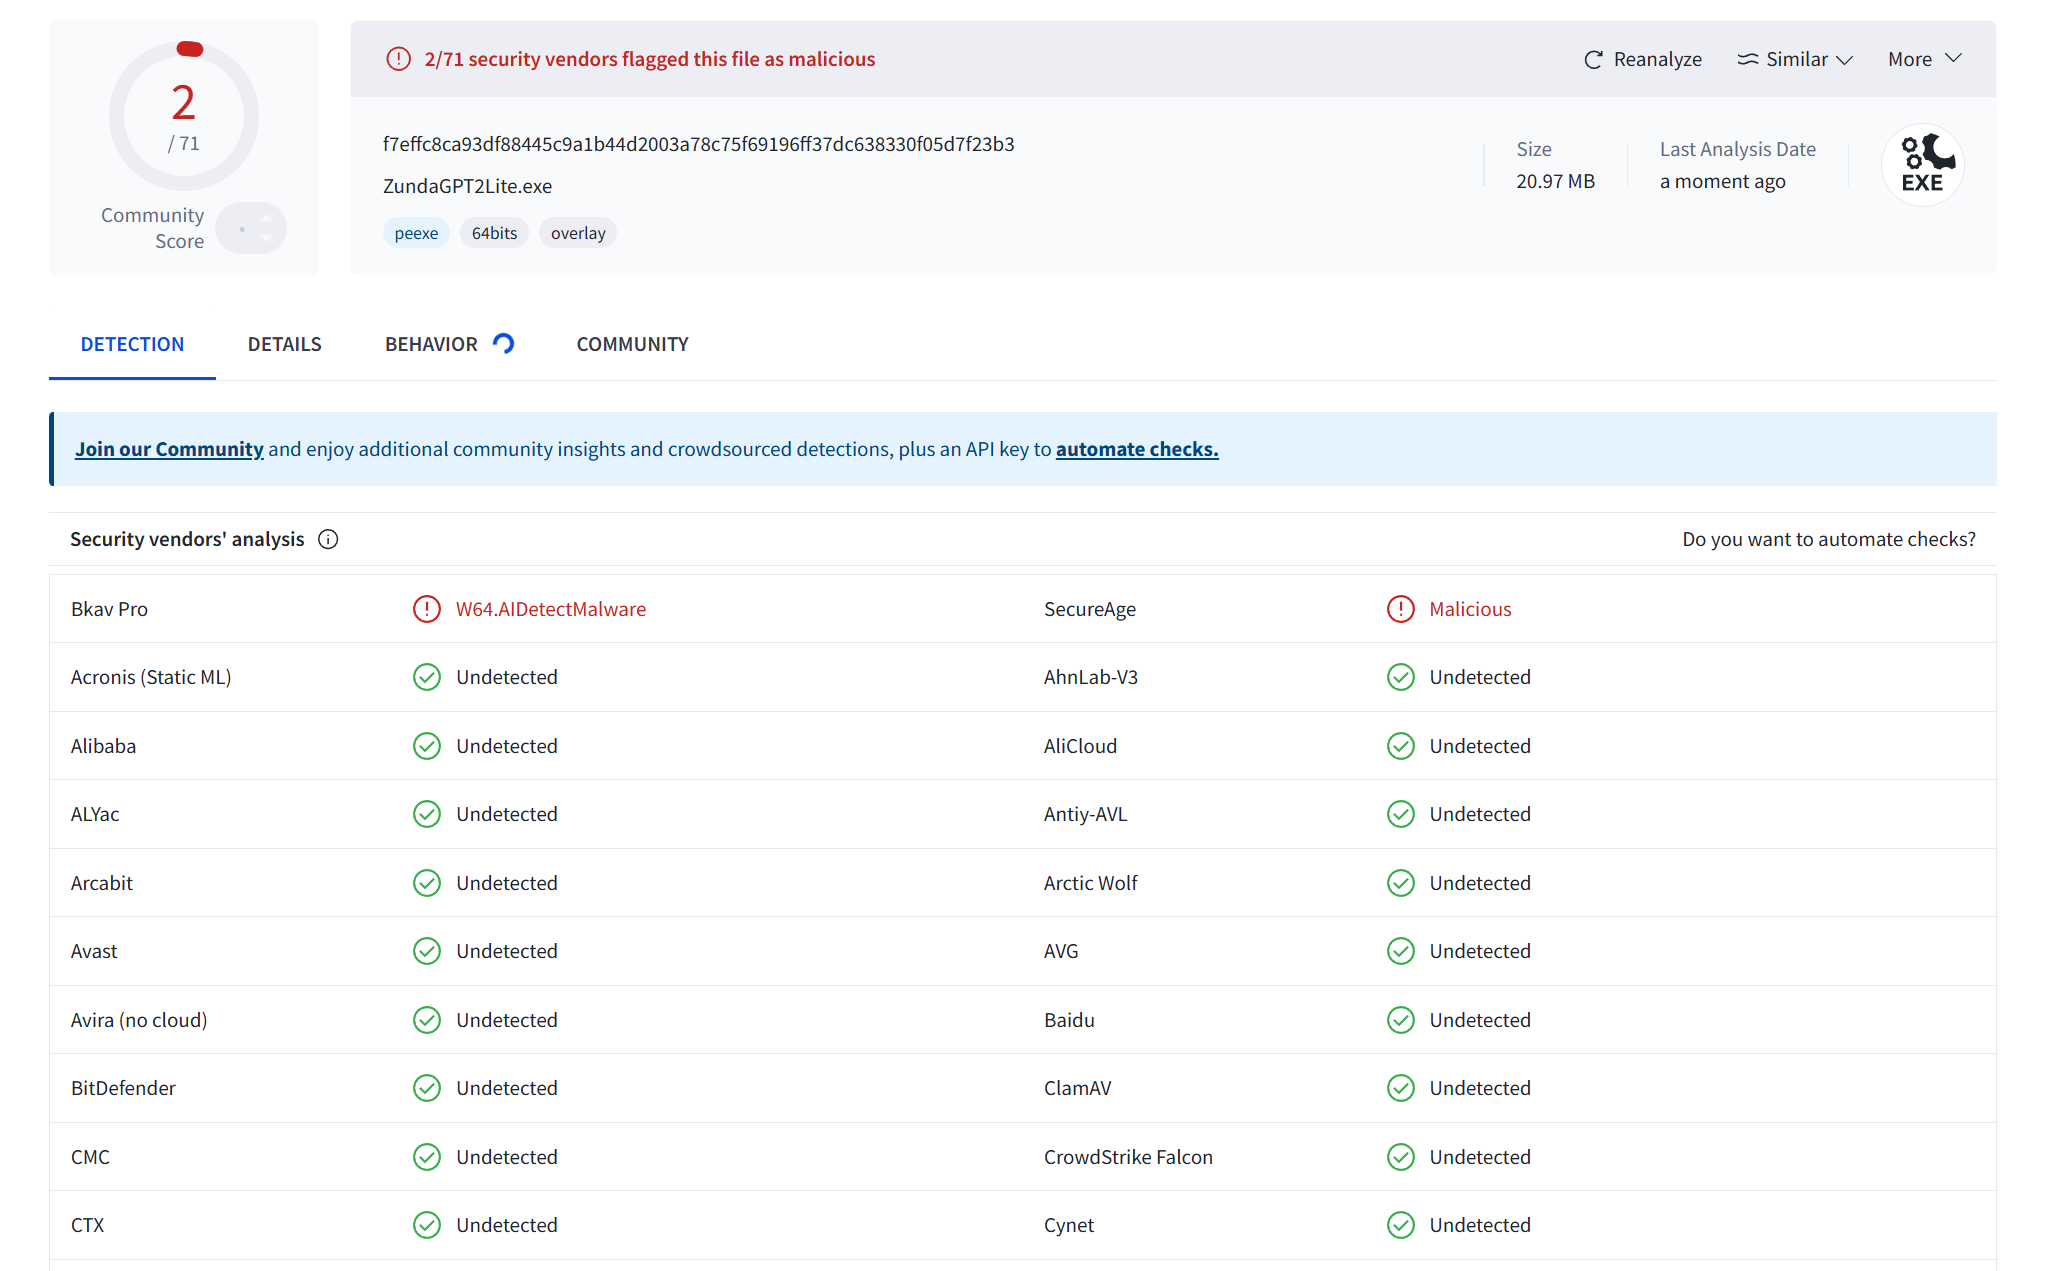 2
/ 71
Community
Score
2/71 security vendors flagged this file as malicious
Reanalyze
Similar
More
f7effc8ca93df88445c9a1b44d2003a78c75f69196ff37dc638330f05d7f23b3
ZundaGPT2Lite.exe
peexe
64bits
overlay
Size
20.97 MB
Last Analysis Date
a moment ago
EXE
DETECTION
DETAILS
BEHAVIOR
COMMUNITY
Join our Community and enjoy additional community insights and crowdsourced detections, plus an API key to automate checks.
Security vendors' analysis
Do you want to automate checks?
Bkav Pro
W64.AIDetectMalware
SecureAge
Malicious
Acronis (Static ML)
Undetected
AhnLab-V3
Undetected
Alibaba
Undetected
AliCloud
Undetected
ALYac
Undetected
Antiy-AVL
Undetected
Arcabit
Undetected
Arctic Wolf
Undetected
Avast
Undetected
AVG
Undetected
Avira (no cloud)
Undetected
Baidu
Undetected
BitDefender
Undetected
ClamAV
Undetected
CMC
Undetected
CrowdStrike Falcon
Undetected
CTX
Undetected
Cynet
Undetected